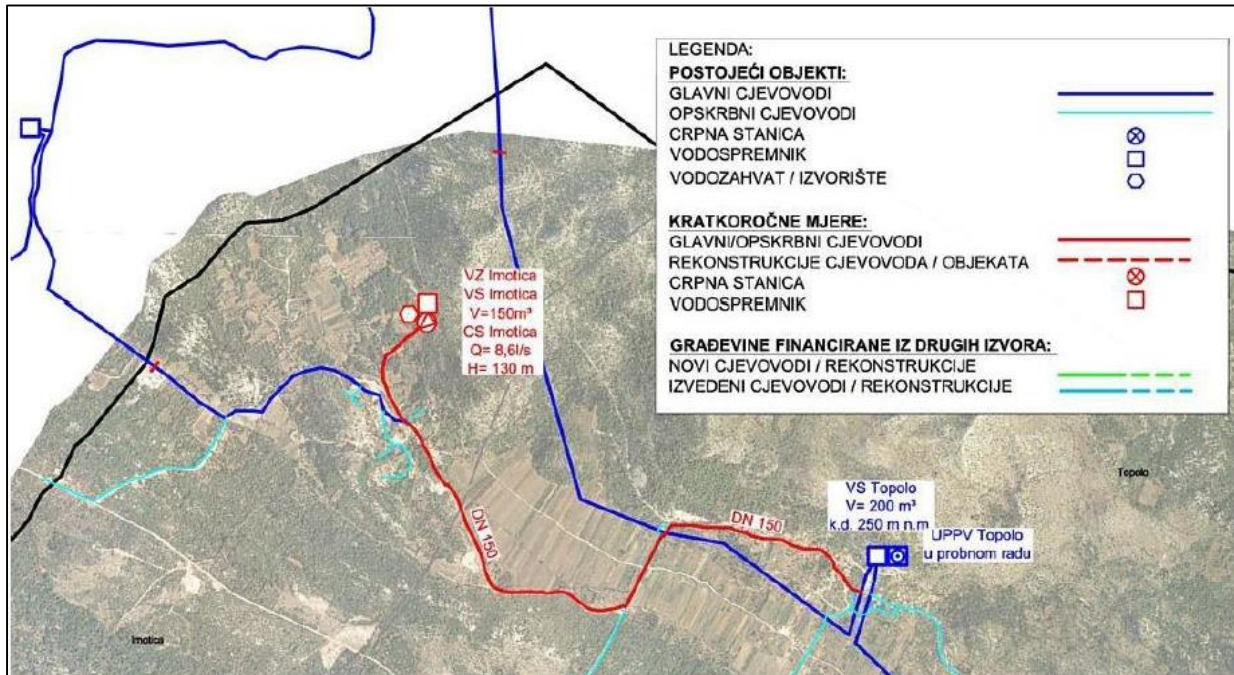 LEGENDA:
POSTOJEĆI OBJEKTI:
GLAVNI CJEVOVODI
OPSKRBNI CJEVOVODI
CRPNA STANICA
VODOSPREMNIK
VODOZAHVAT / IZVORIŠTE
KRATKOROČNE MJERE:
GLAVNI/OPSKRBNI CJEVOVODI
REKONSTRUKCIJE CJEVOVODA / OBJEKATA
CRPNA STANICA
VODOSPREMNIK
GRAĐEVINE FINANCIRANE IZ DRUGIH IZVORA:
NOVI CJEVOVODI / REKONSTRUKCIJE
IZVEDENI CJEVOVODI / REKONSTRUKCIJE
VZ Imotica
VS Imotica
V=150m³
CS Imotica
Q= 8,6l/s
H= 130 m
DN 150
DN 150
VS Topolo
V= 200 m³
k.d. 250 m n.m
UPPV Topolo
u probnom radu
Topolo
Imotica